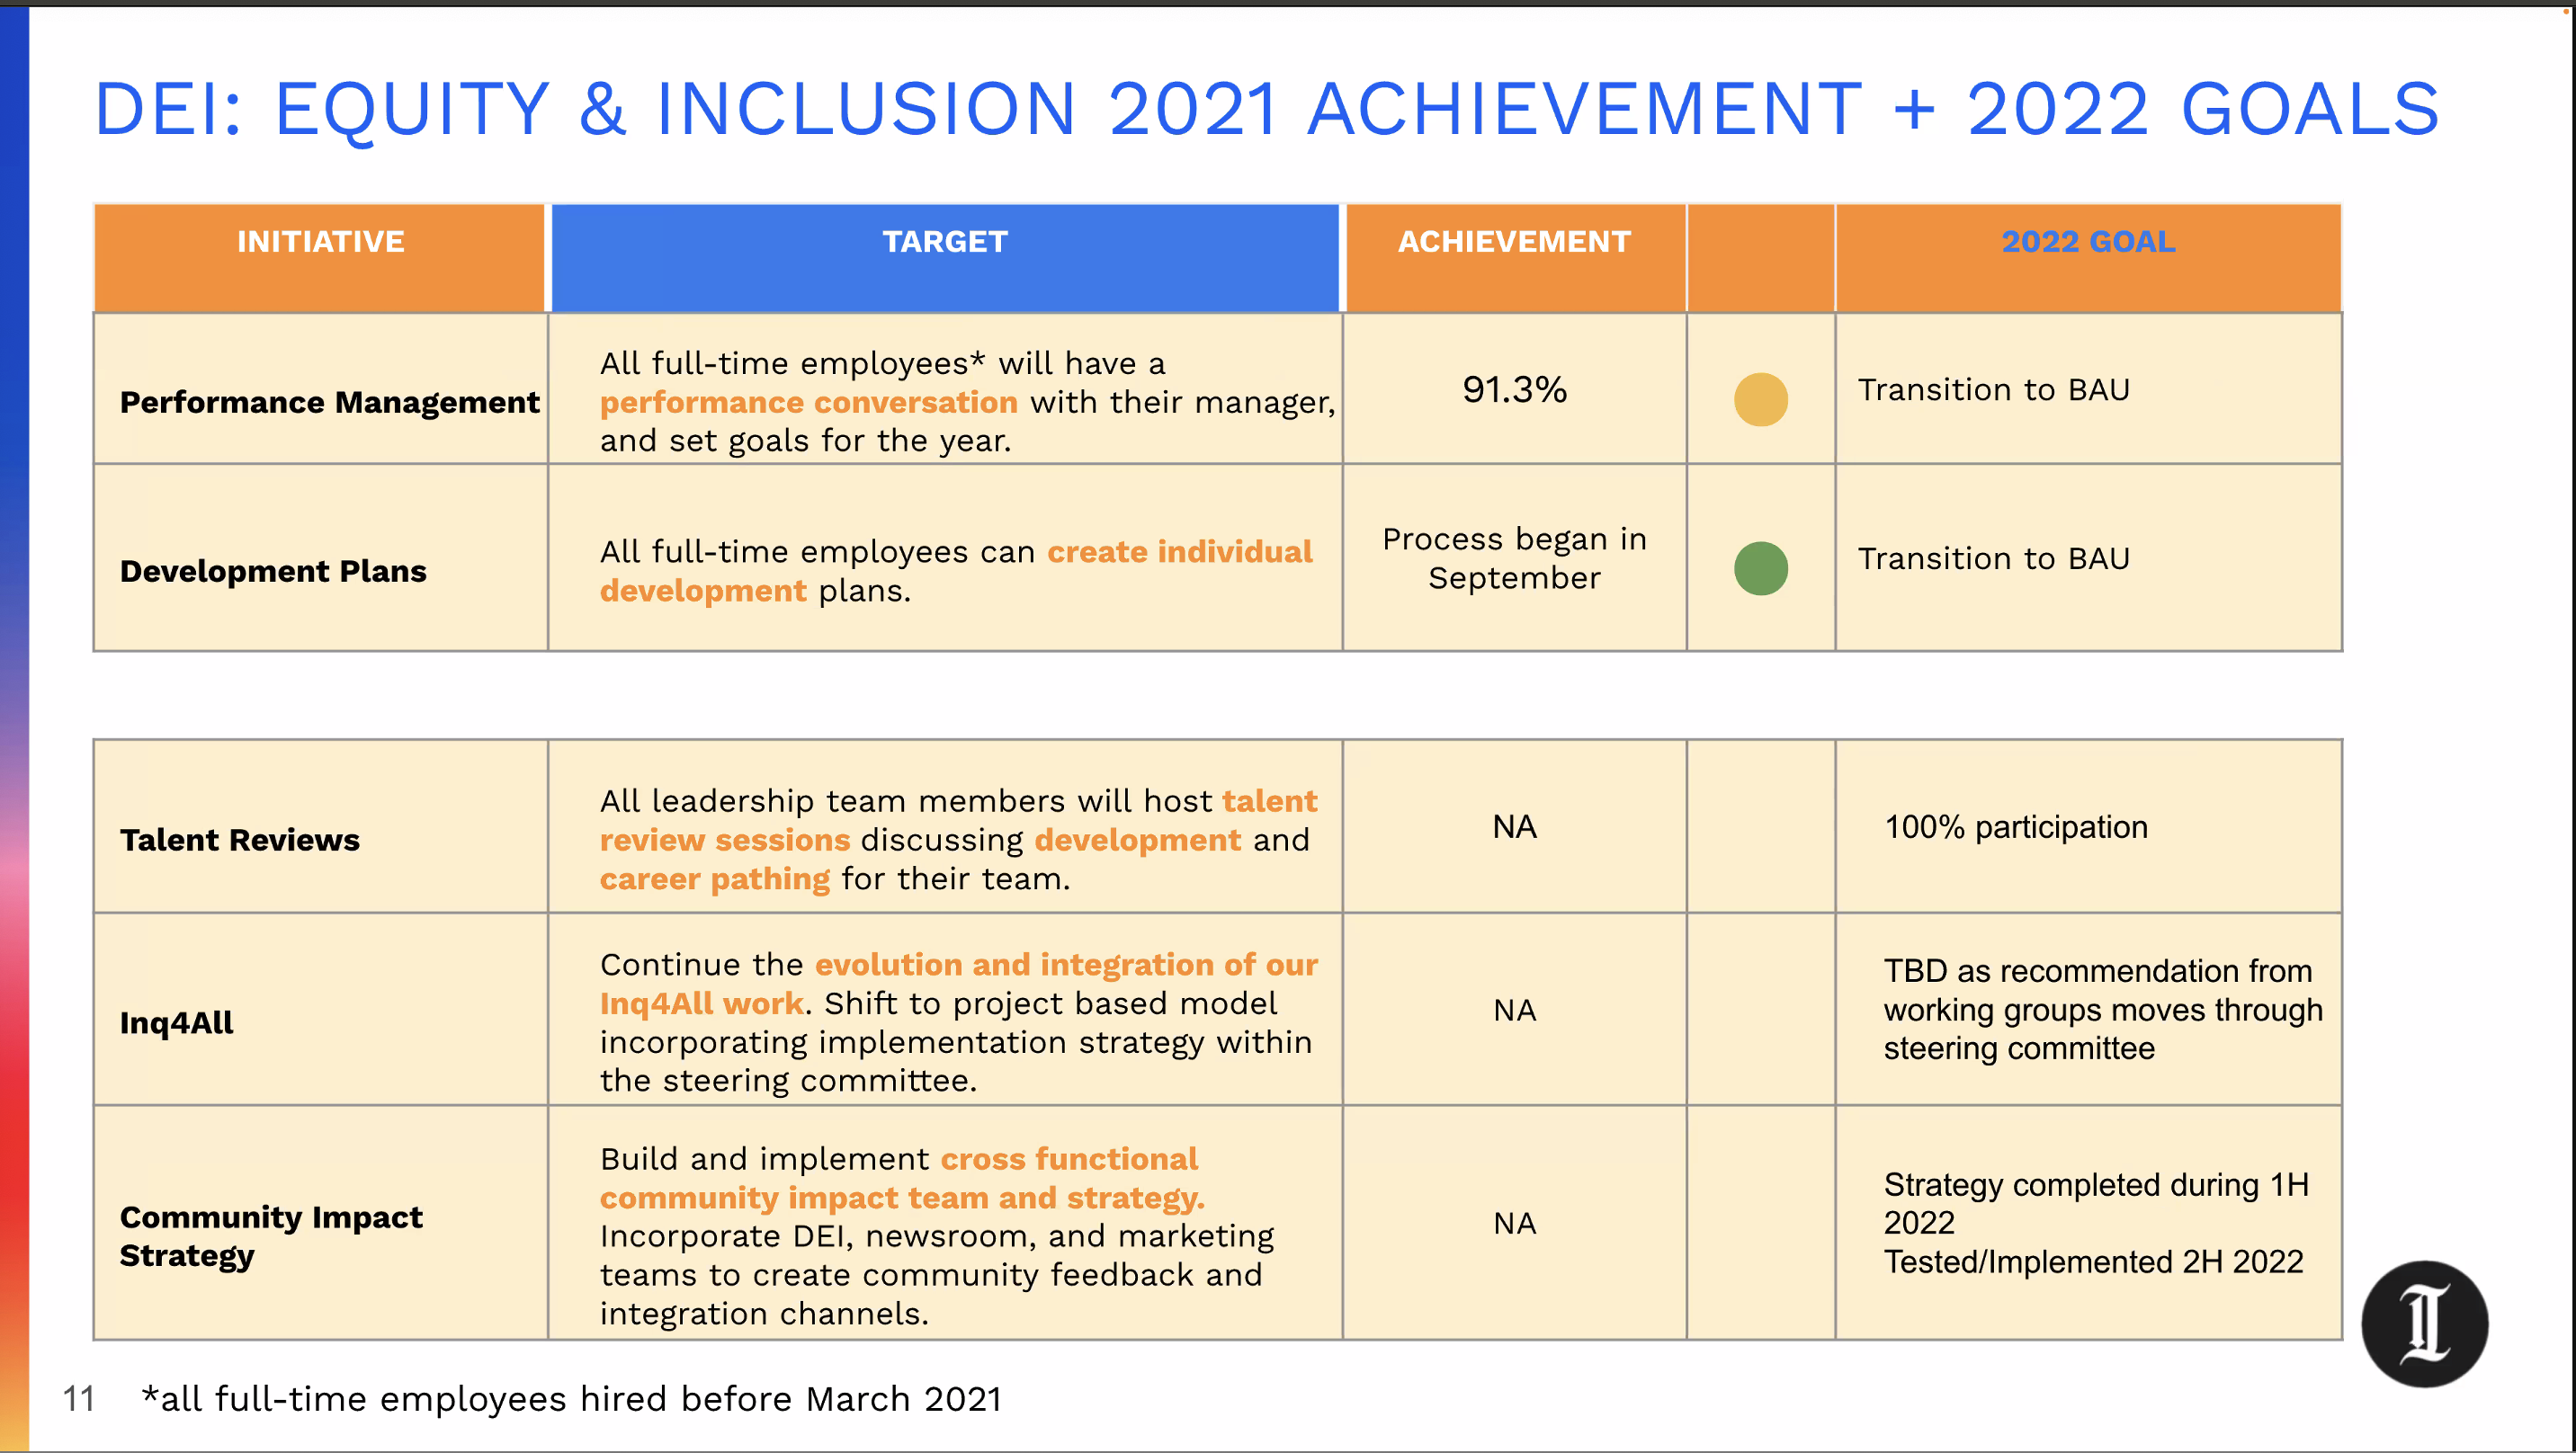 DEI: EQUITY & INCLUSION 2021 ACHIEVEMENT + 2022 GOALS
INITIATIVE
TARGET
ACHIEVEMENT
2022 GOAL
Performance Management
All full-time employees* will have a
performance conversation with their manager,
and set goals for the year.
91.3%
Transition to BAU
Development Plans
All full-time employees can create individual
development plans.
Process began in
September
Transition to BAU
Talent Reviews
All leadership team members will host talent
review sessions discussing development and
career pathing for their team.
NA
100% participation
Inq4All
Continue the evolution and integration of our
Inq4All work. Shift to project based model
incorporating implementation strategy within
the steering committee.
NA
TBD as recommendation from
working groups moves through
steering committee
Community Impact
Strategy
Build and implement cross functional
community impact team and strategy.
Incorporate DEI, newsroom, and marketing
teams to create community feedback and
integration channels.
NA
Strategy completed during 1H
2022
Tested/Implemented 2H 2022
I
11
*all full-time employees hired before March 2021